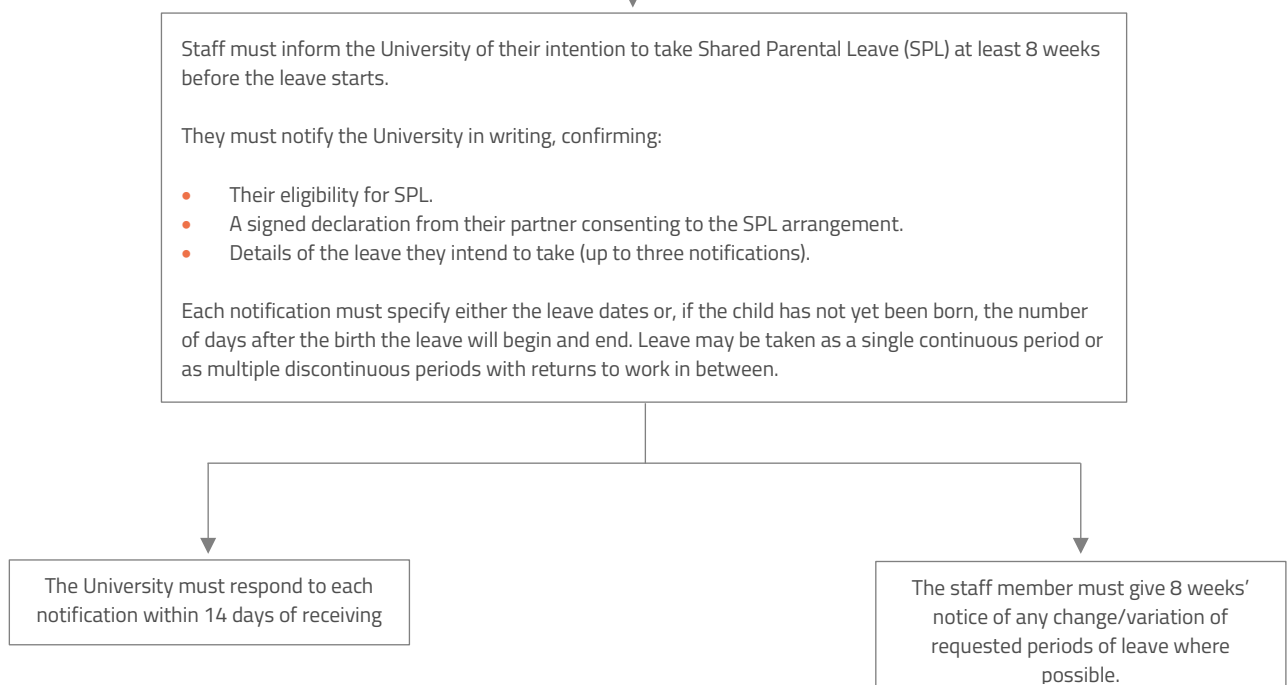 Staff must inform the University of their intention to take Shared Parental Leave (SPL) at least 8 weeks
before the leave starts.
They must notify the University in writing, confirming:
• Their eligibility for SPL.
• A signed declaration from their partner consenting to the SPL arrangement.
• Details of the leave they intend to take (up to three notifications).
Each notification must specify either the leave dates or, if the child has not yet been born, the number
of days after the birth the leave will begin and end. Leave may be taken as a single continuous period or
as multiple discontinuous periods with returns to work in between.
The University must respond to each
notification within 14 days of receiving
The staff member must give 8 weeks’
notice of any change/variation of
requested periods of leave where
possible.